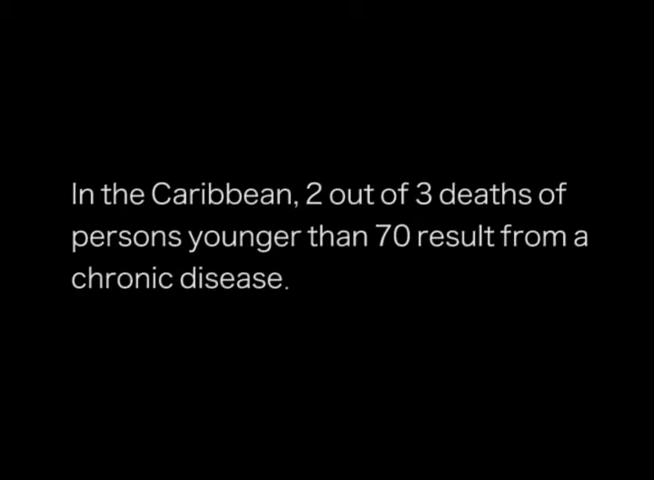 In the Caribbean, 2 out of 3 deaths of
persons younger than 70 result from a
chronic disease.